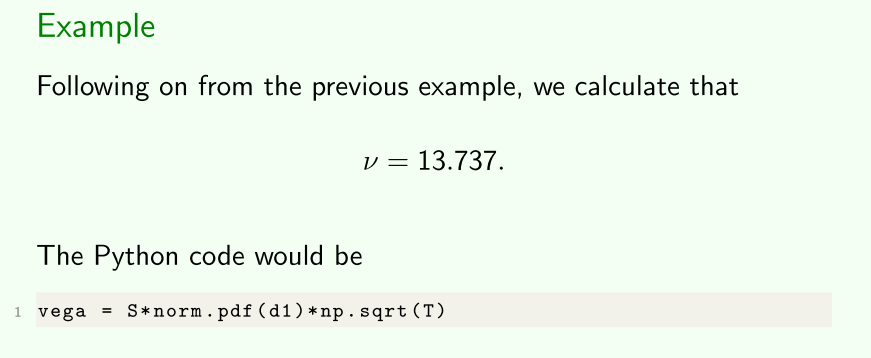 Example
Following on from the previous example, we calculate that
ν = 13.737.
The Python code would be
1 vega = S*norm.pdf(d1)*np.sqrt(T)